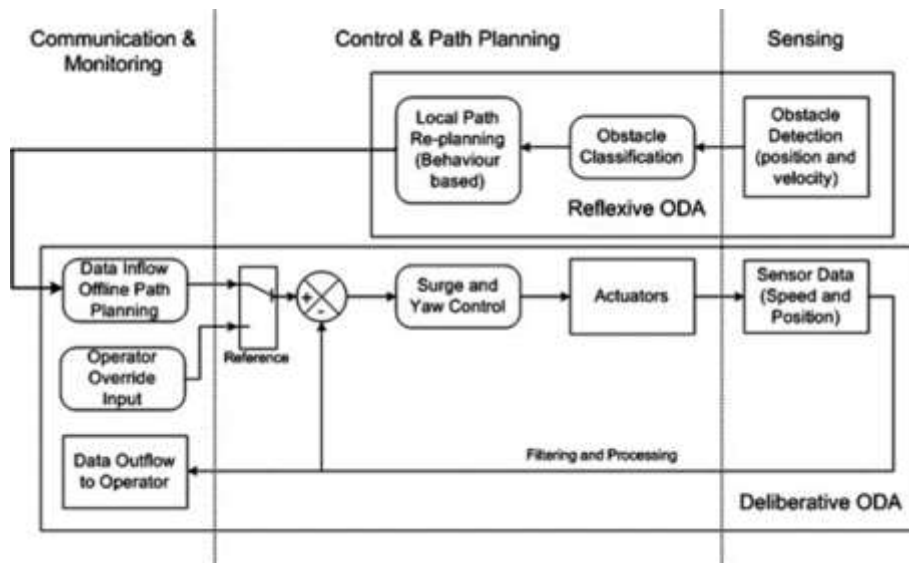 Communication &
Monitoring
Control & Path Planning
Sensing
Local Path
Re-planning
(Behaviour
based)
Obstacle
Classification
Obstacle
Detection
(position and
velocity)
Reflexive ODA
Data Inflow
Offline Path
Planning
+
-
Surge and
Yaw Control
Actuators
Sensor Data
(Speed and
Position)
Reference
Operator
Override
Input
Data Outflow
to Operator
Filtering and Processing
Deliberative ODA